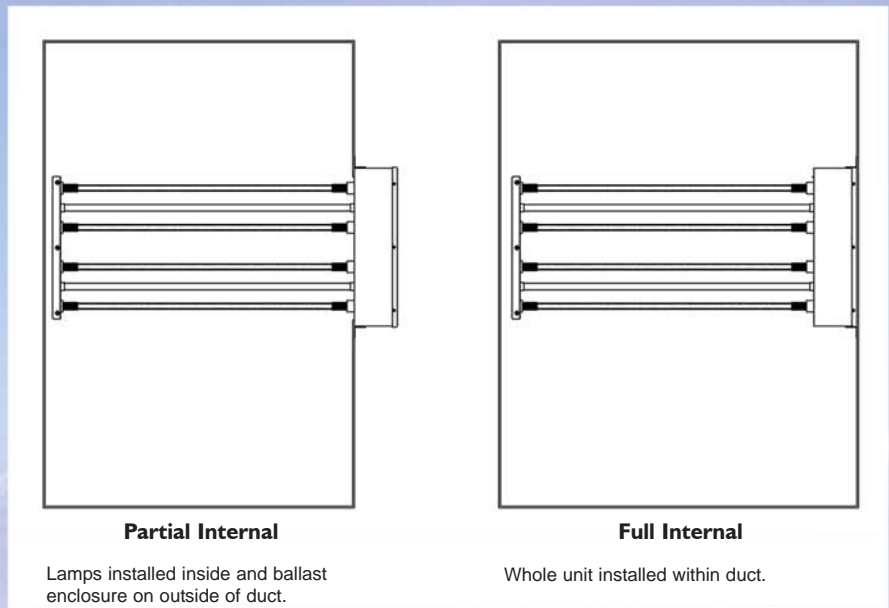 Partial Internal
Lamps installed inside and ballast
enclosure on outside of duct.
Full Internal
Whole unit installed within duct.